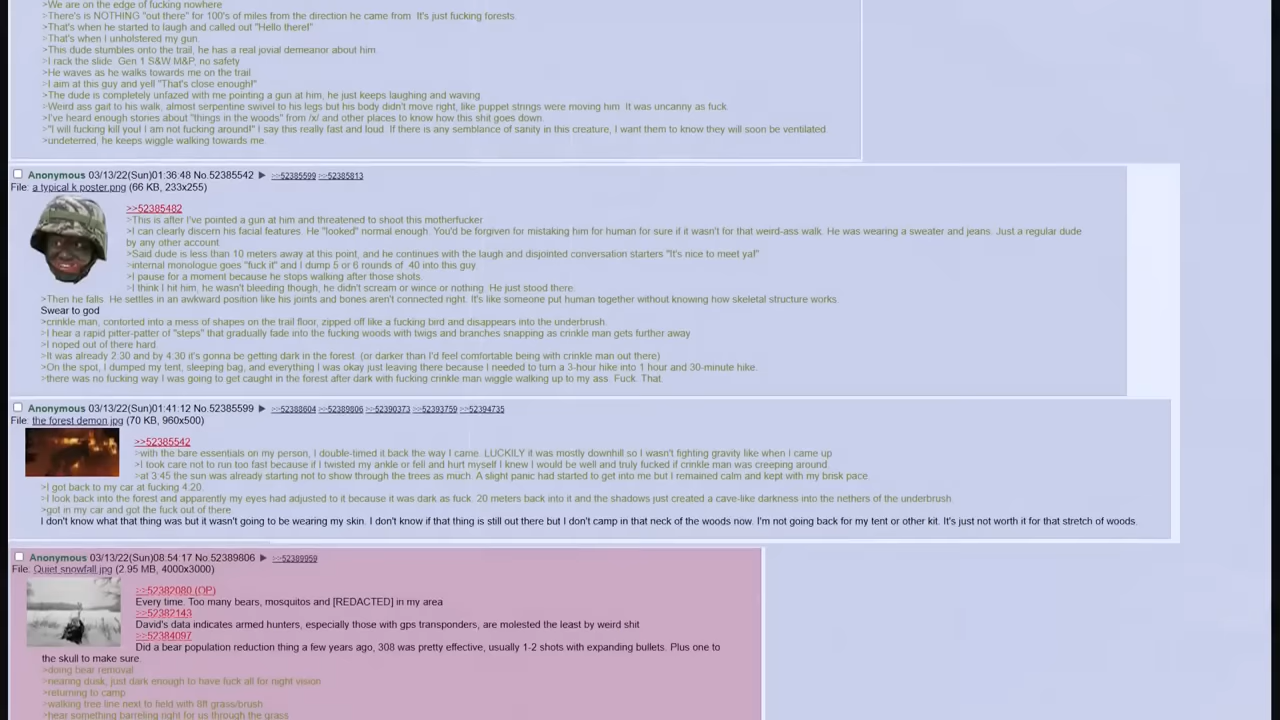 >We are on the edge of fucking nowhere
>There's is NOTHING "out there" for 100's of miles from the direction he came from. It's just fucking forests.
>That's when he started to laugh and called out "Hello there!"
>That's when I unholstered my gun.
>This dude stumbles onto the trail, he has a real jovial demeanor about him.
>I rack the slide. Gen 1 S&W M&P, no safety
>He waves as he walks towards me on the trail
>I aim at this guy and yell "That's close enough!"
>The dude is completely unfazed with me pointing a gun at him, he just keeps laughing and waving
>Weird ass gait to his walk, almost serpentine swivel to his legs but his body didn't move right, like puppet strings were moving him. It was uncanny as fuck.
>I've heard enough stories about "things in the woods" from /x/ and other places to know how this shit goes down.
>"I will fucking kill you! I am not fucking around!" I say this really fast and loud. If there is any semblance of sanity in this creature, I want them to know they will soon be ventilated
>undeterred, he keeps wiggle walking towards me.
Anonymous 03/13/22(Sun)01:36:48 No.52385542 ▶ >>52385599 >>52385813
File: a typical k poster.png (66 KB, 233x255)
>>52385482
>This is after I've pointed a gun at him and threatened to shoot this motherfucker
>I can clearly discern his facial features. He "looked" normal enough. You'd be forgiven for mistaking him for human for sure if it wasn't for that weird-ass walk. He was wearing a sweater and jeans. Just a regular dude
by any other account
>Said dude is less than 10 meters away at this point, and he continues with the laugh and disjointed conversation starters "It's nice to meet ya!"
>internal monologue goes "fuck it" and I dump 5 or 6 rounds of .40 into this guy.
>I pause for a moment because he stops walking after those shots.
>I think I hit him, he wasn't bleeding though, he didn't scream or wince or nothing. He just stood there.
>Then he falls. He settles in an awkward position like his joints and bones aren't connected right. It's like someone put human together without knowing how skeletal structure works.
Swear to god
>crinkle man, contorted into a mess of shapes on the trail floor, zipped off like a fucking bird and disappears into the underbrush.
>I hear a rapid pitter-patter of "steps" that gradually fade into the fucking woods with twigs and branches snapping as crinkle man gets further away
>I noped out of there hard
>It was already 2:30 and by 4:30 it's gonna be getting dark in the forest. (or darker than I'd feel comfortable being with crinkle man out there)
>On the spot, I dumped my tent, sleeping bag, and everything I was okay just leaving there because I needed to turn a 3-hour hike into 1 hour and 30-minute hike.
>there was no fucking way I was going to get caught in the forest after dark with fucking crinkle man wiggle walking up to my ass. Fuck. That.
Anonymous 03/13/22(Sun)01:41:12 No.52385599 ▶ >>52388604 >>52389806 >>52390373 >>52393759 >>52394735
File: the forest demon.jpg (70 KB, 960x500)
>>52385542
>with the bare essentials on my person, I double-timed it back the way I came. LUCKILY it was mostly downhill so I wasn't fighting gravity like when I came up
>I took care not to run too fast because if I twisted my ankle or fell and hurt myself I knew I would be well and truly fucked if crinkle man was creeping around.
>at 3:45 the sun was already starting not to show through the trees as much. A slight panic had started to get into me but I remained calm and kept with my brisk pace.
>I got back to my car at fucking 4:20.
>I look back into the forest and apparently my eyes had adjusted to it because it was dark as fuck. 20 meters back into it and the shadows just created a cave-like darkness into the nethers of the underbrush.
>got in my car and got the fuck out of there.
I don't know what that thing was but it wasn't going to be wearing my skin. I don't know if that thing is still out there but I don't camp in that neck of the woods now. I'm not going back for my tent or other kit. It's just not worth it for that stretch of woods.
Anonymous 03/13/22(Sun)08:54:17 No.52389806 ▶ >>52389959
File: Quiet snowfall.jpg (2.95 MB, 4000x3000)
>>52382080 (OP)
Every time. Too many bears, mosquitos and [REDACTED] in my area
>>52382143
David's data indicates armed hunters, especially those with gps transponders, are molested the least by weird shit
>>52384097
Did a bear population reduction thing a few years ago, 308 was pretty effective, usually 1-2 shots with expanding bullets. Plus one to
the skull to make sure.
>doing bear removal
>nearing dusk, just dark enough to have fuck all for night vision
>returning to camp
>walking tree line next to field with 8ft grass/brush
>hear something barreling right for us through the grass